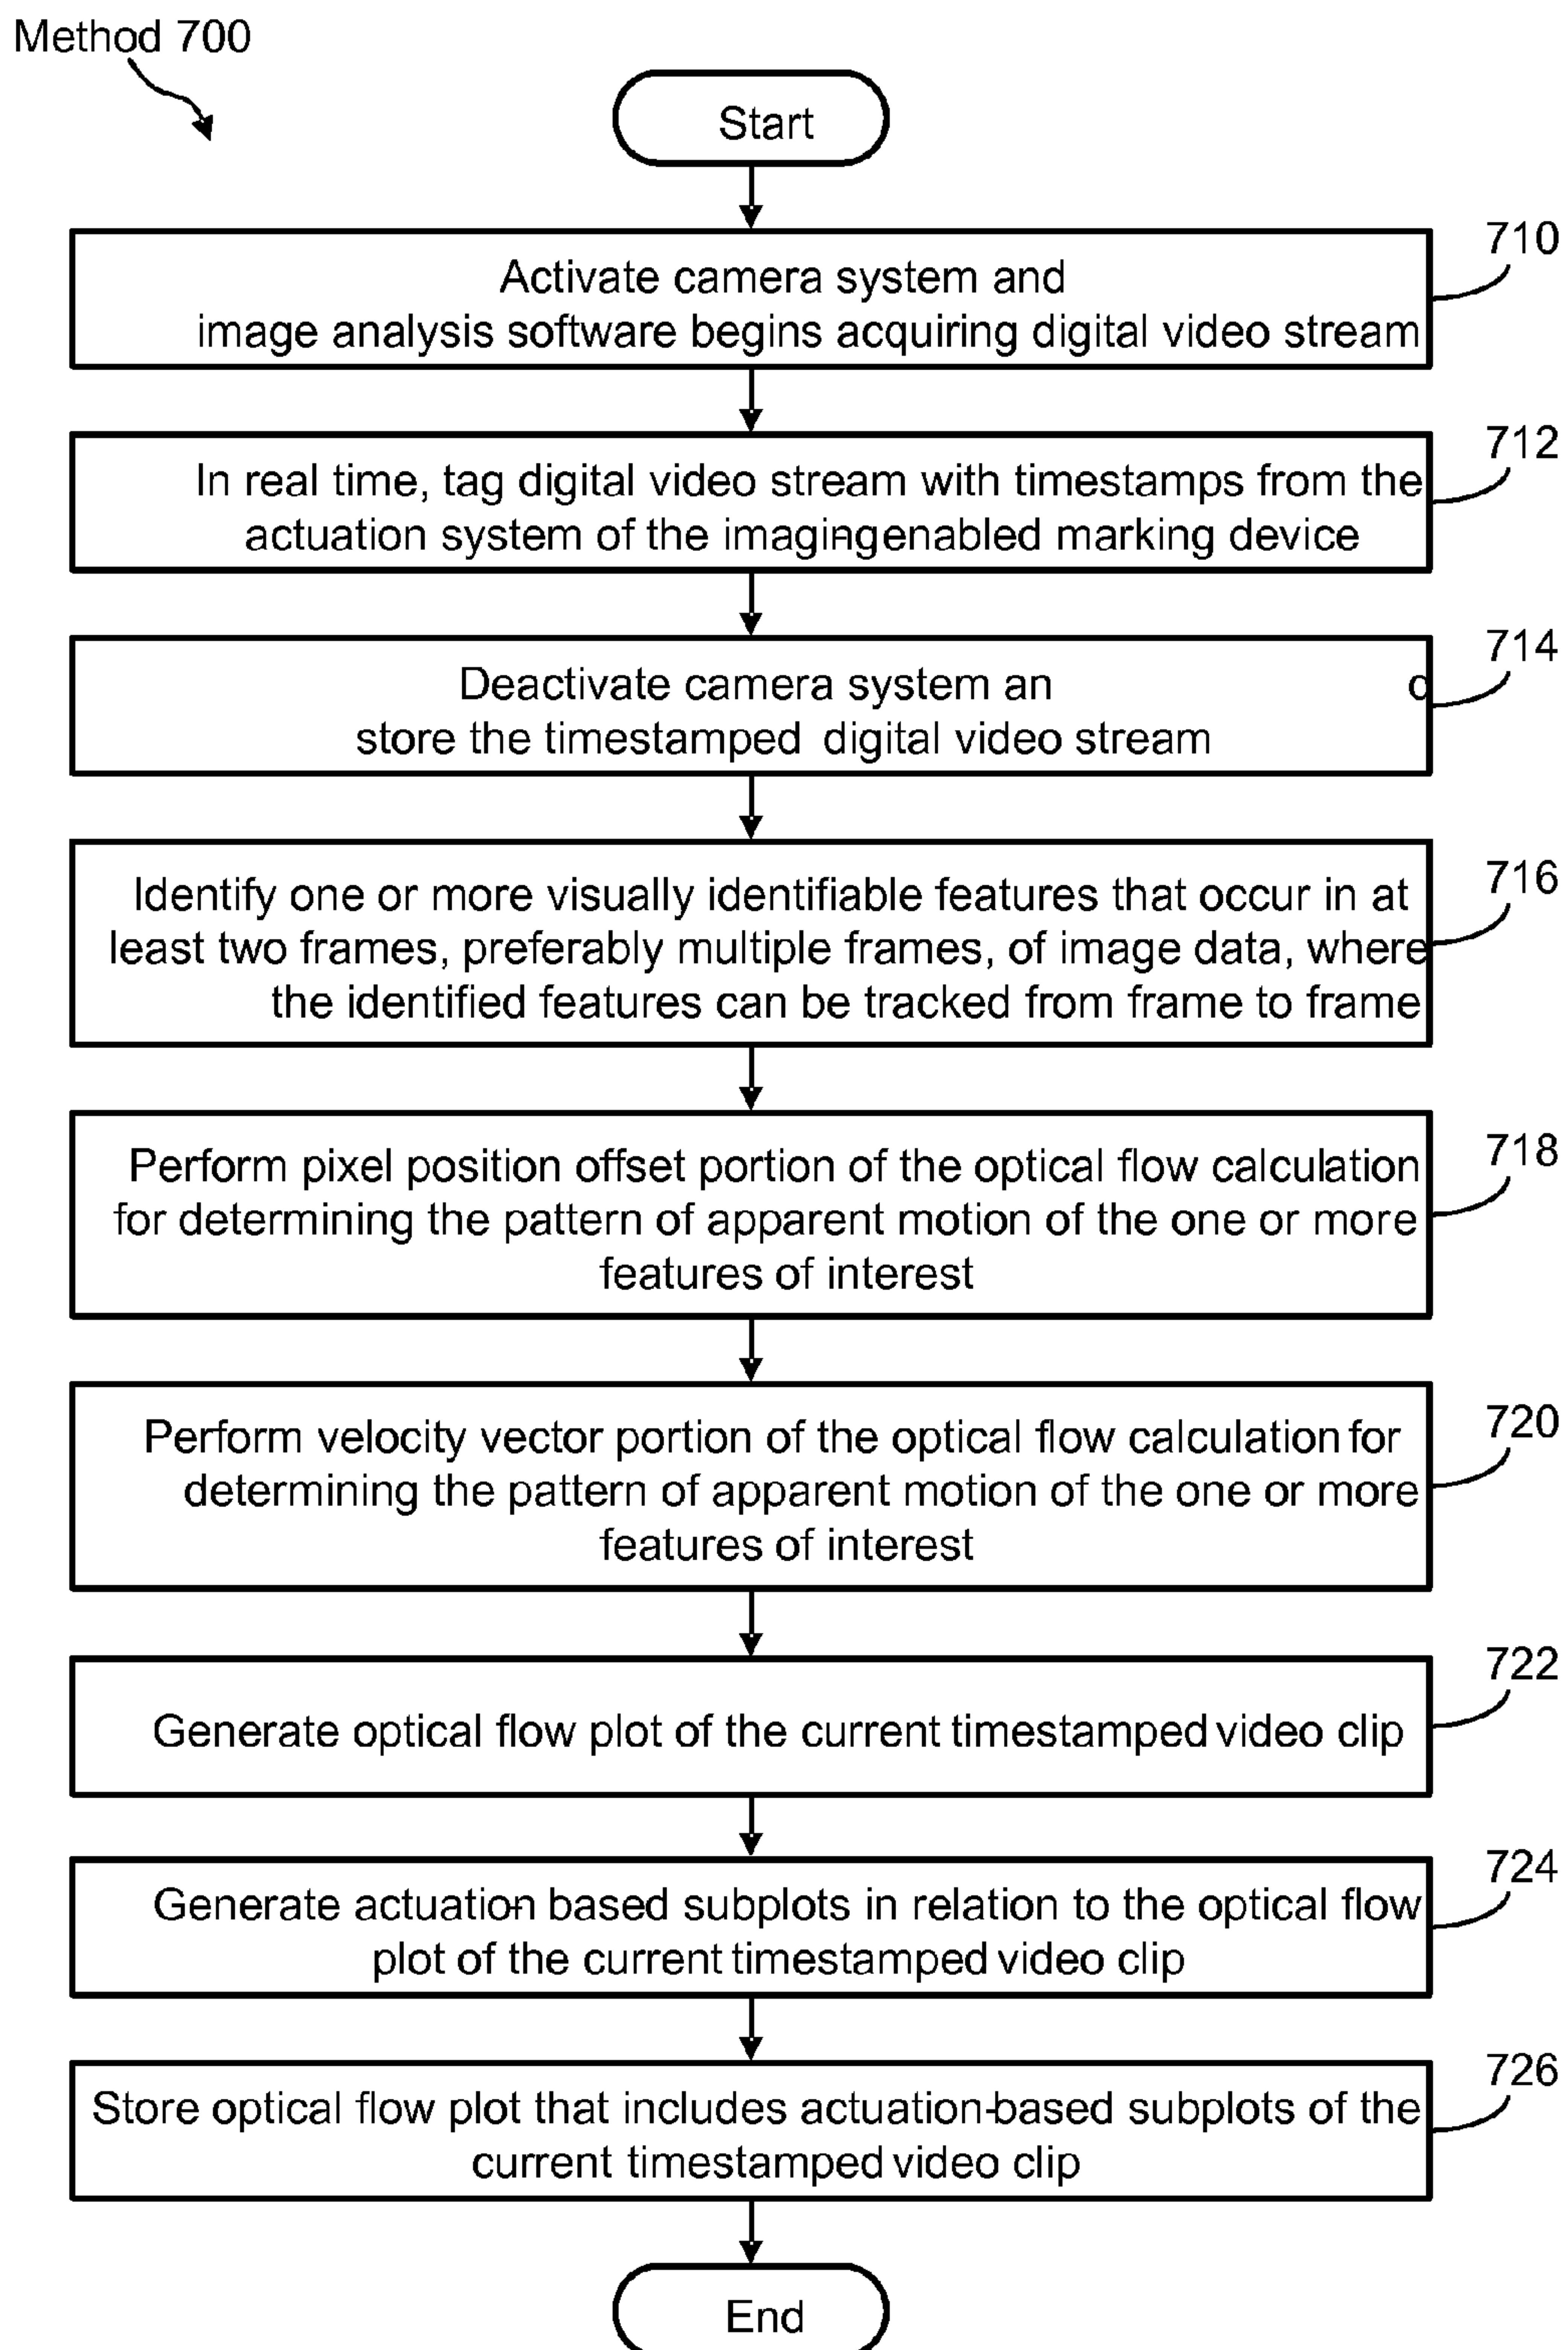 Method 700
Start
710
Activate camera system and
image analysis software begins acquiring digital video stream
712
In real time, tag digital video stream with timestamps from the
actuation system of the imagingenabled marking device
714
Deactivate camera system an d
store the timestamped digital video stream
716
Identify one or more visually identifiable features that occur in at
least two frames, preferably multiple frames, of image data, where
the identified features can be tracked from frame to frame
718
Perform pixel position offset portion of the optical flow calculation
for determining the pattern of apparent motion of the one or more
features of interest
720
Perform velocity vector portion of the optical flow calculation for
determining the pattern of apparent motion of the one or more
features of interest
722
Generate optical flow plot of the current timestamped video clip
724
Generate actuation based subplots in relation to the optical flow
plot of the current timestamped video clip
726
Store optical flow plot that includes actuation-based subplots of the
current timestamped video clip
End